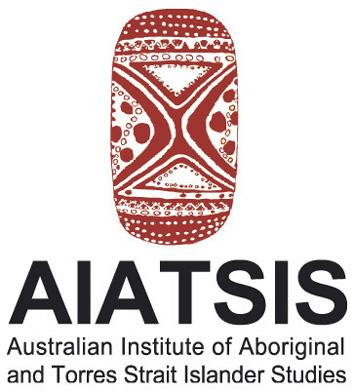 AIATSIS
Australian Institute of Aboriginal
and Torres Strait Islander Studies